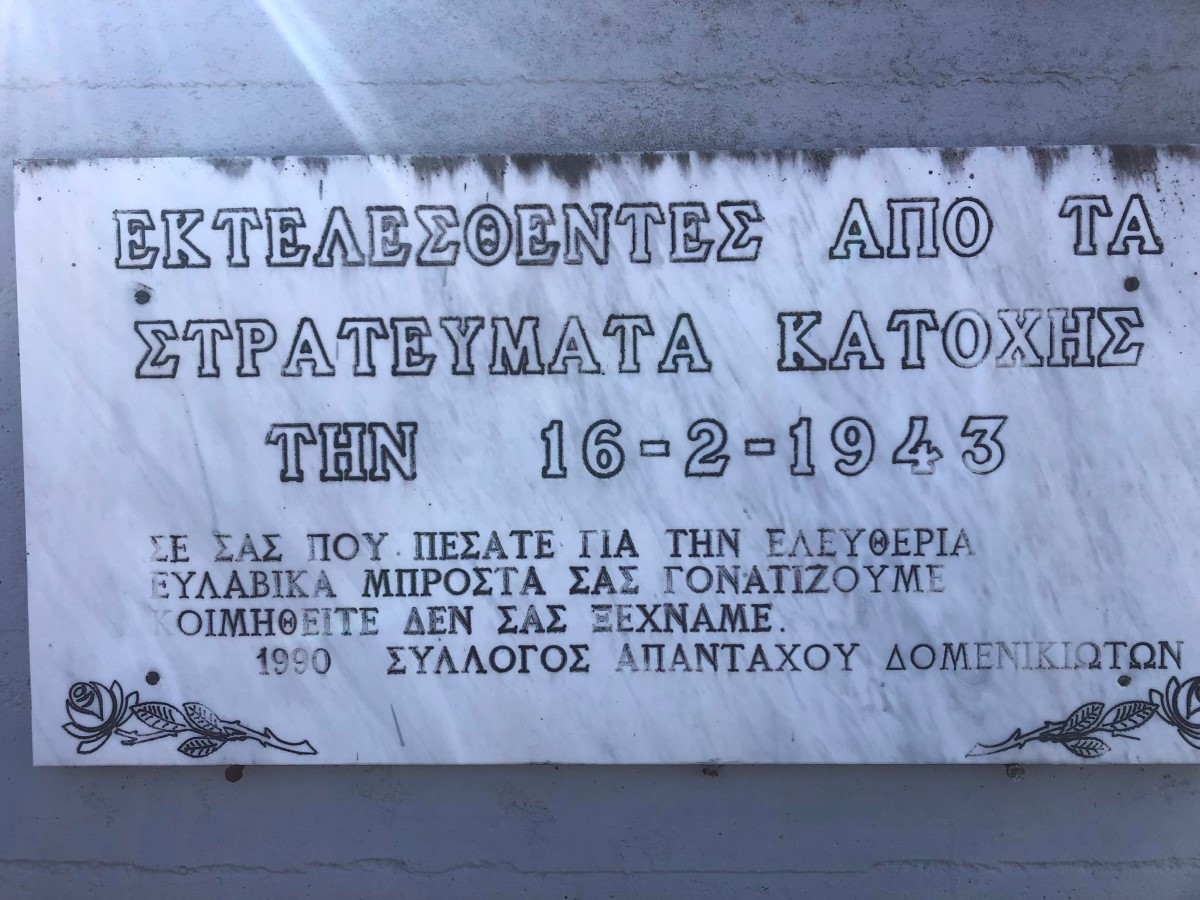 ΕΚΤΕΛΕΣΘΕΝΤΕΣ ΑΠΟ ΤΑ
ΣΤΡΑΤΕΥΜΑΤΑ ΚΑΤΟΧΗΣ
ΤΗΝ 16-2-1943
ΣΕ ΣΑΣ ΠΟΥ ΠΕΣΑΤΕ ΓΙΑ ΤΗΝ ΕΛΕΥΘΕΡΙΑ
ΕΥΛΑΒΙΚΑ ΜΠΡΟΣΤΑ ΣΑΣ ΓΟΝΑΤΙΖΟΥΜΕ
ΚΟΙΜΗΘΕΙΤΕ ΔΕΝ ΣΑΣ ΞΕΧΝΑΜΕ.
1990 ΣΥΛΛΟΓΟΣ ΑΠΑΝΤΑΧΟΥ ΔΟΜΕΝΙΚΙΩΤΩΝ